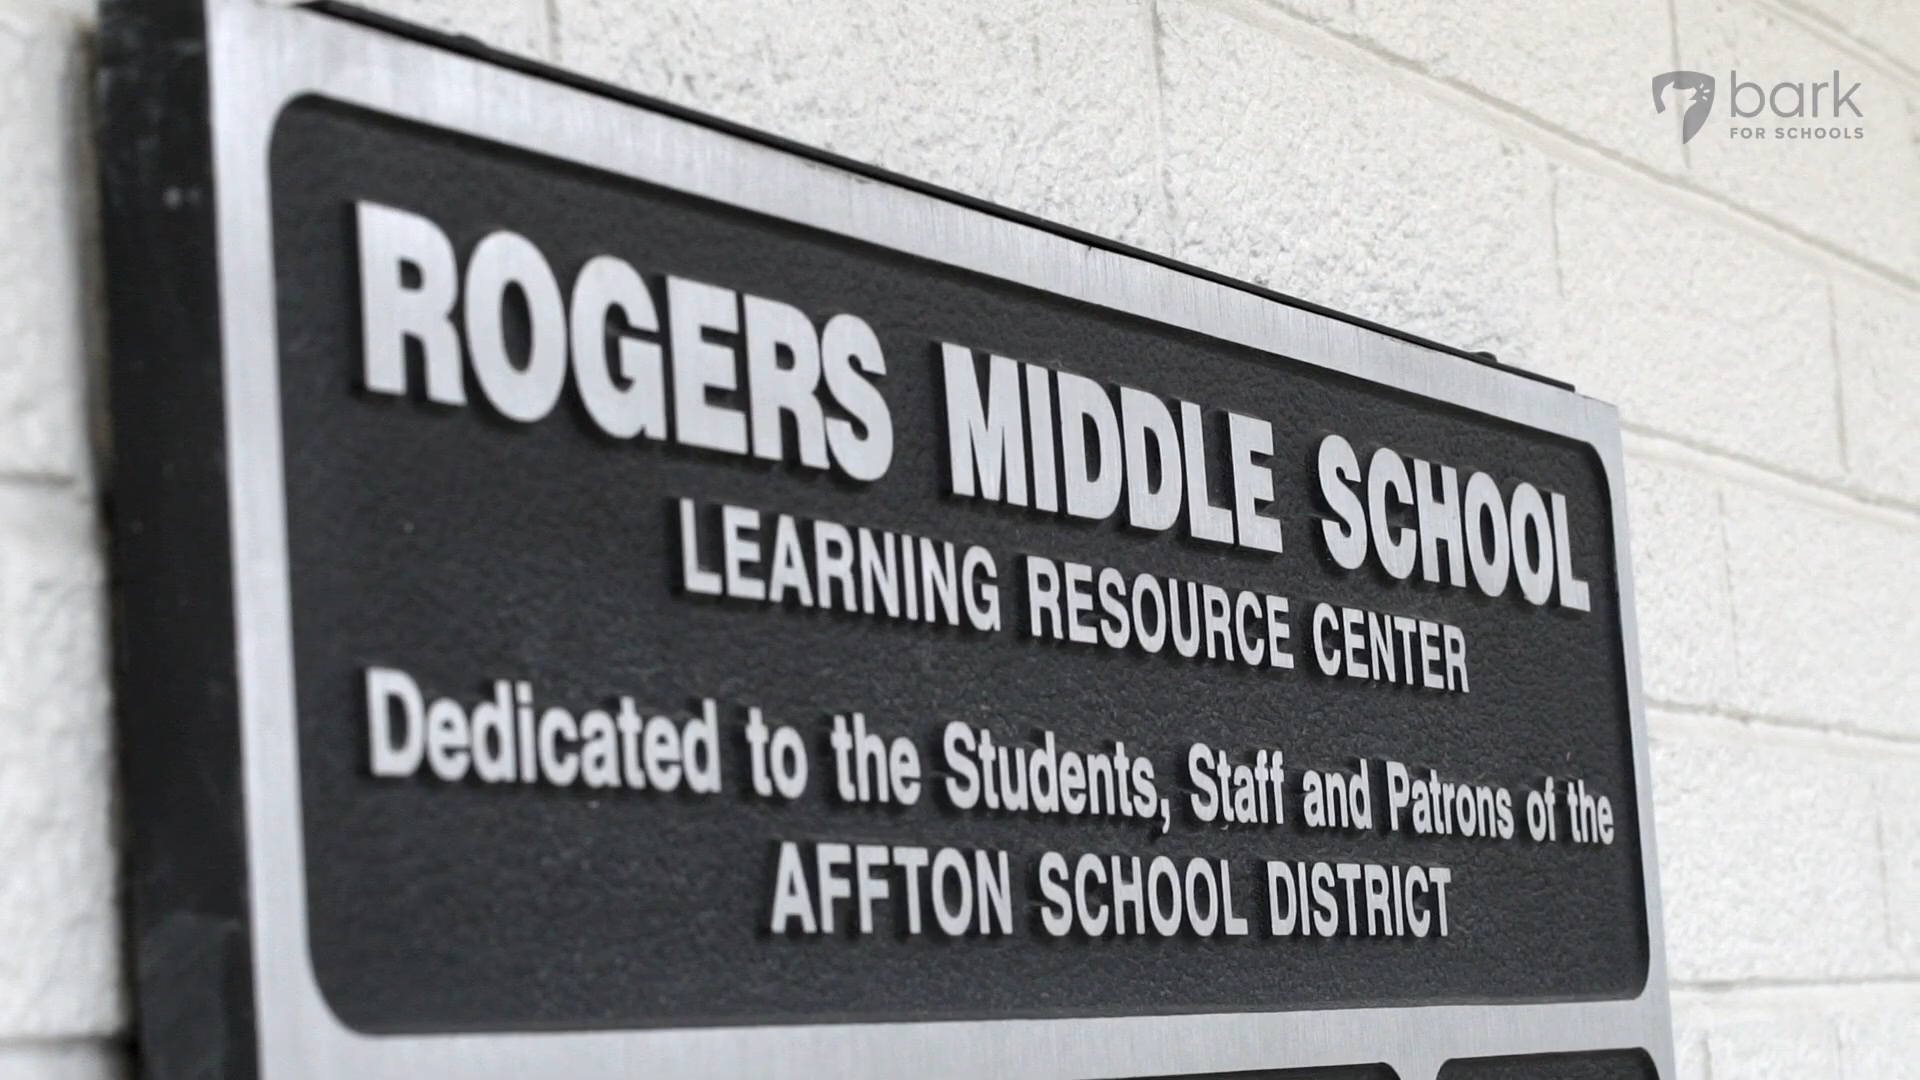 bark
FOR SCHOOLS
ROGERS MIDDLE SCHOOL
LEARNING RESOURCE CENTER
Dedicated to the Students, Staff and Patrons of the
AFFTON SCHOOL DISTRICT